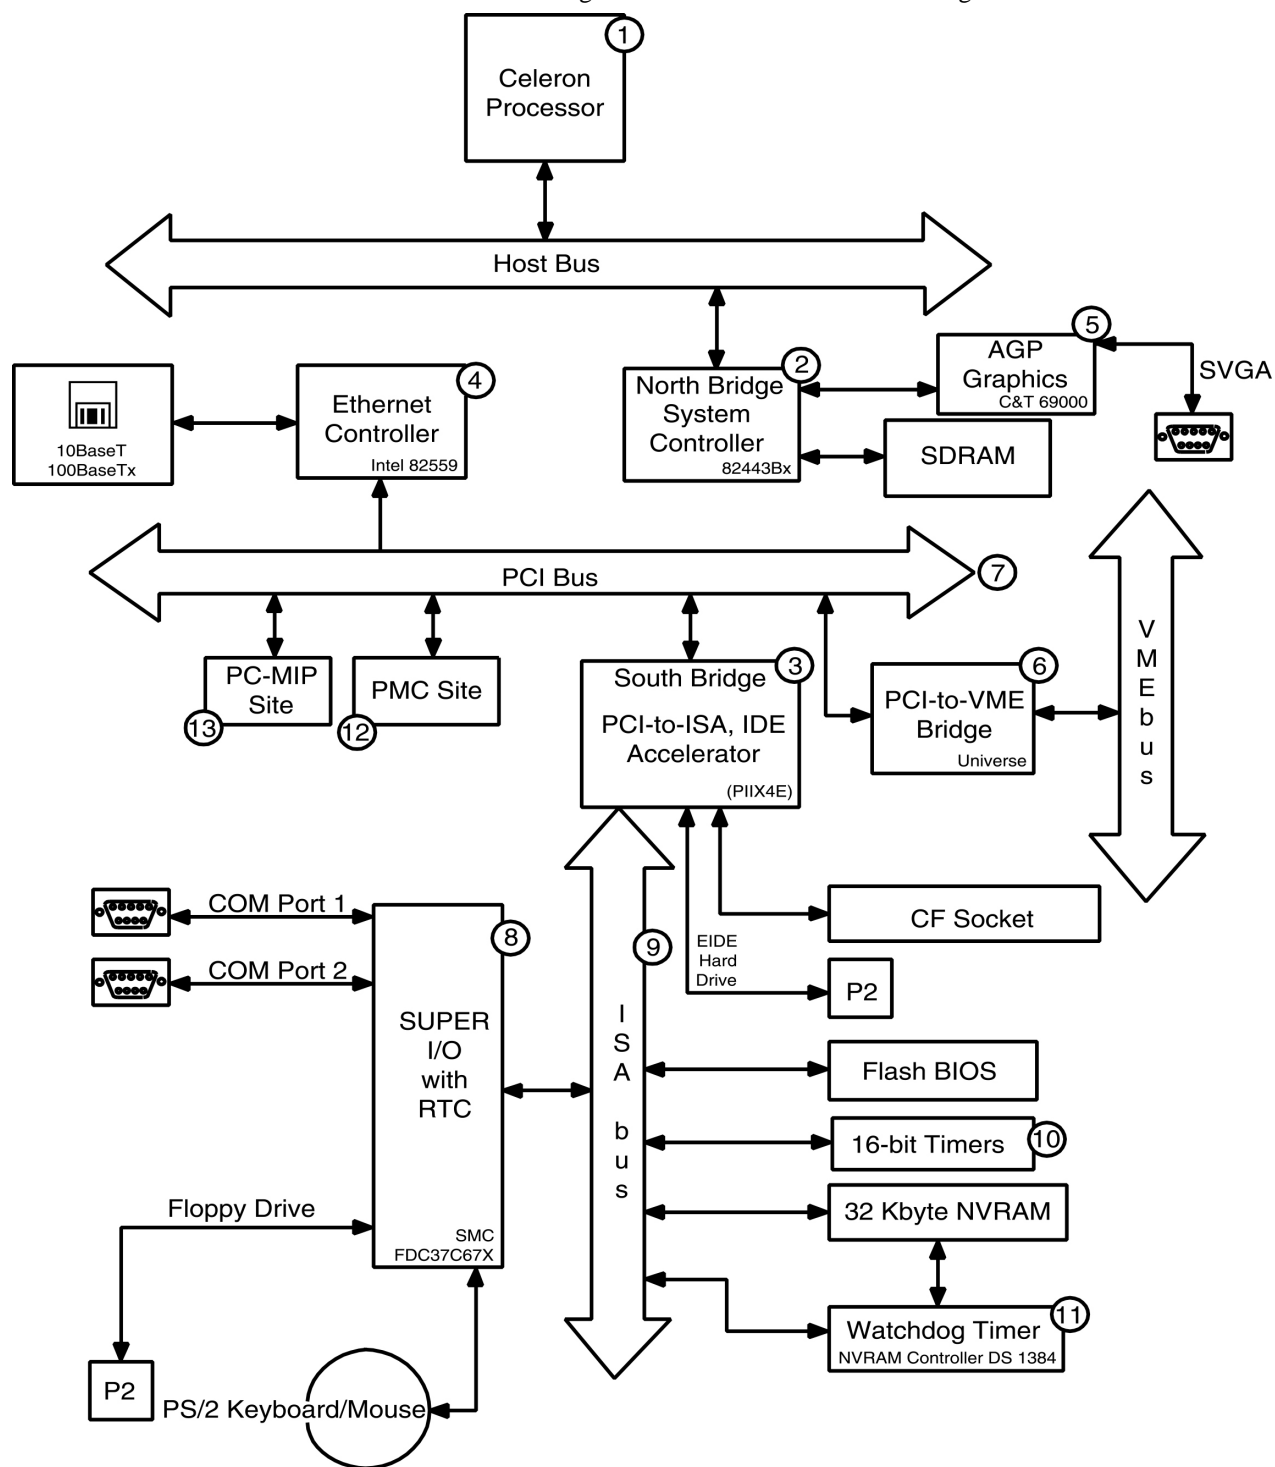 1
Celeron
Processor
Host Bus
5
AGP
Graphics
C&T 69000
SVGA
2
North Bridge
System
Controller
82443Bx
SDRAM
4
Ethernet
Controller
Intel 82559
10BaseT
100BaseTx
PCI Bus
7
VMEbus
PC-MIP
Site
13
PMC Site
12
3
South Bridge
PCI-to-ISA, IDE
Accelerator
(PIIX4E)
6
PCI-to-VME
Bridge
Universe
COM Port 1
COM Port 2
8
SUPER
I/O
with
RTC
SMC
FDC37C67X
9
ISA bus
EIDE
Hard
Drive
CF Socket
P2
Flash BIOS
16-bit Timers
10
32 Kbyte NVRAM
11
Watchdog Timer
NVRAM Controller DS 1384
Floppy Drive
P2
PS/2 Keyboard/Mouse